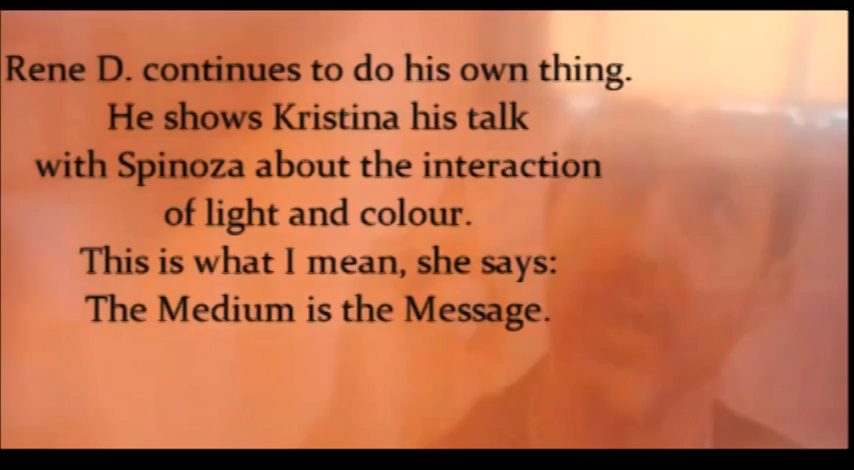 Rene D. continues to do his own thing.
He shows Kristina his talk
with Spinoza about the interaction
of light and colour.
This is what I mean, she says:
The Medium is the Message.